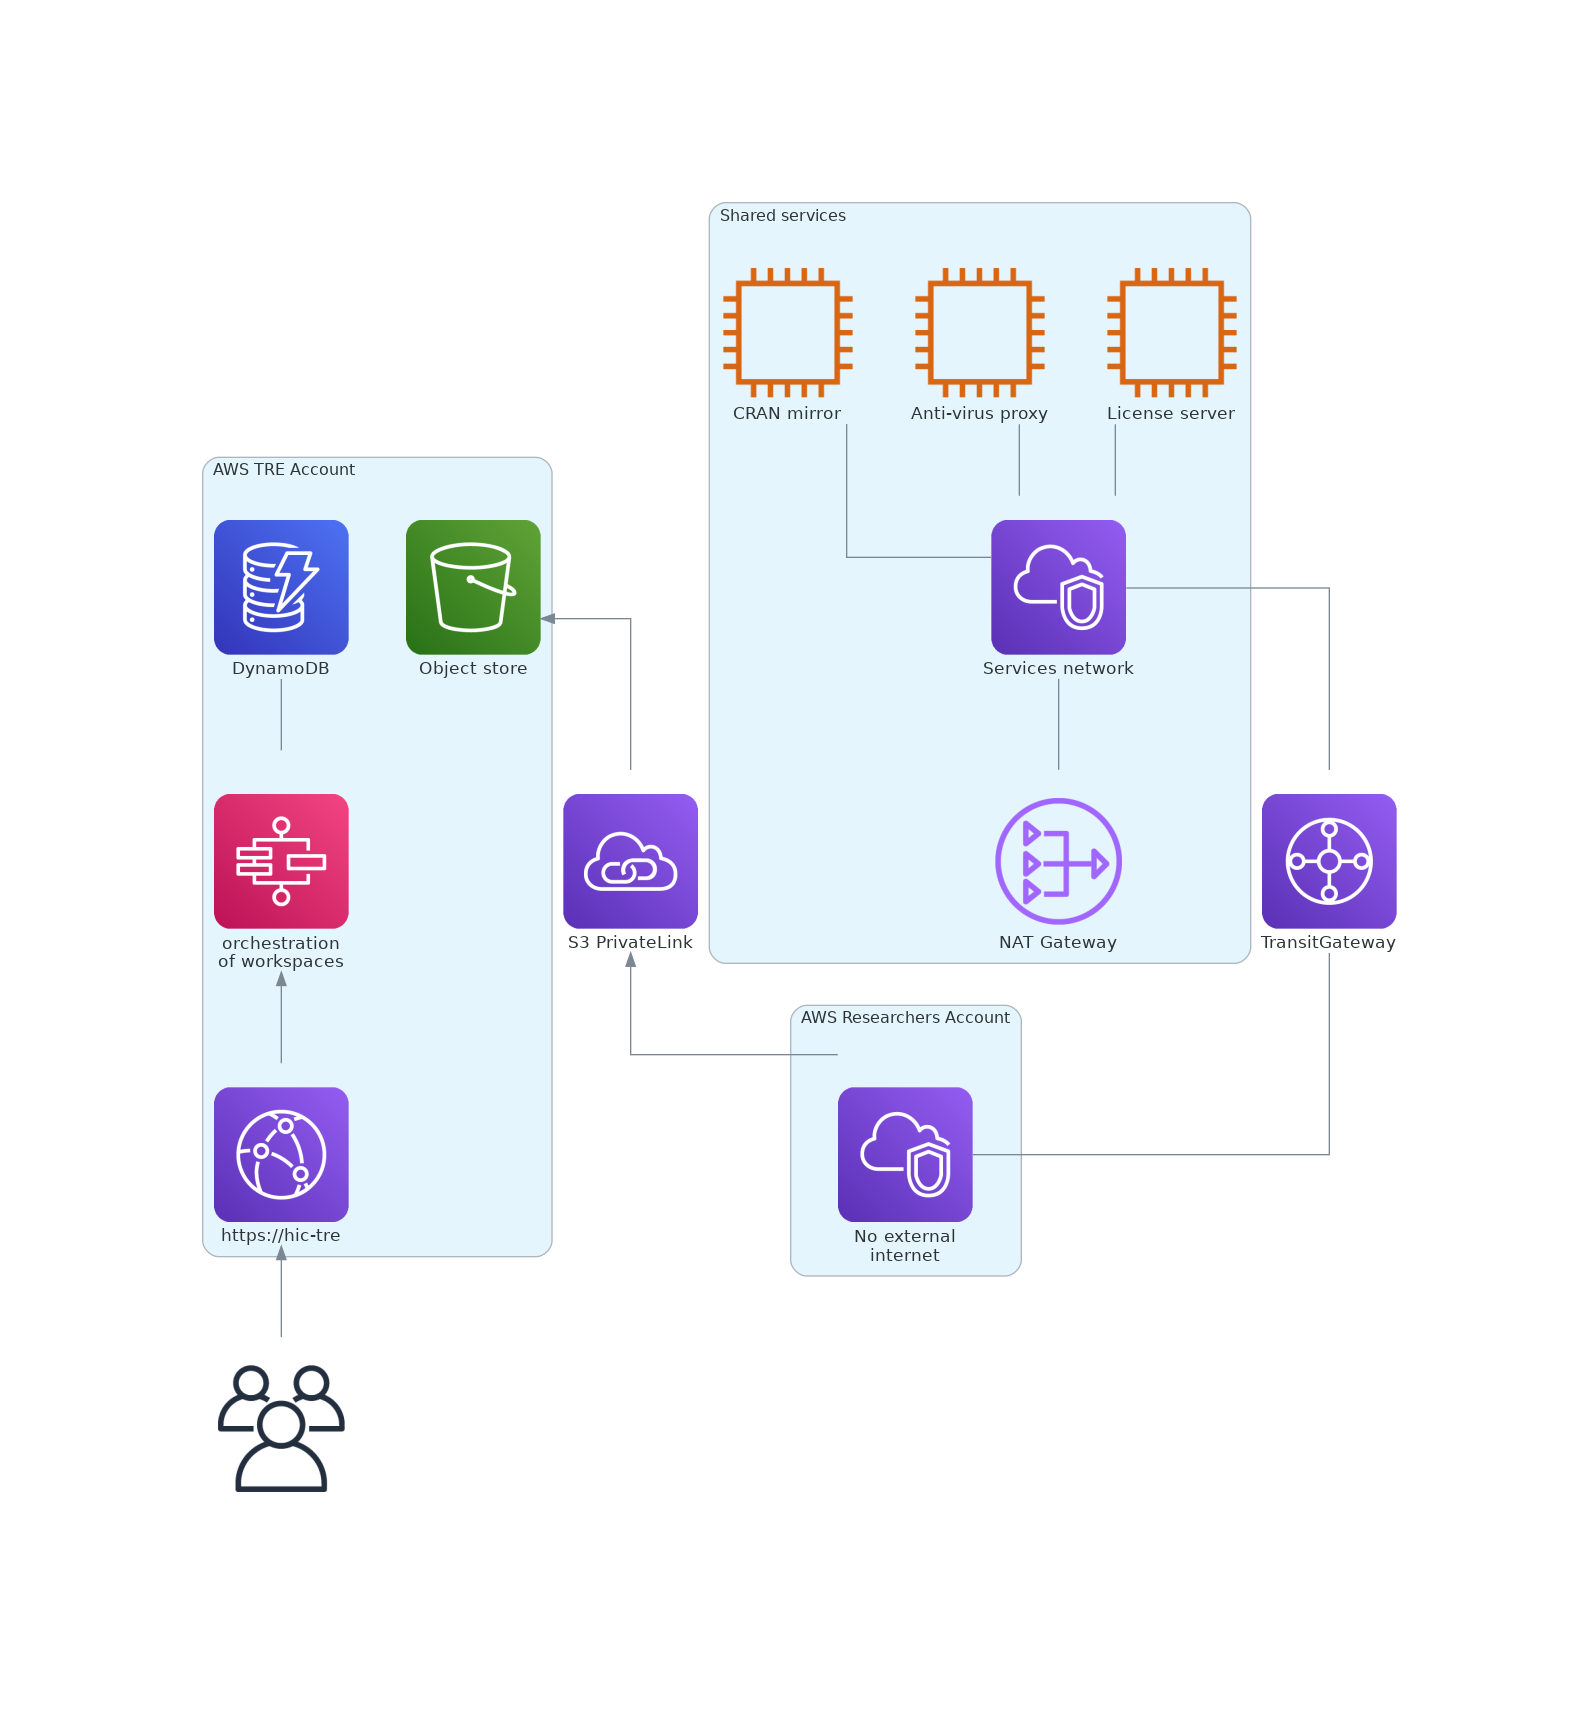 Shared services
CRAN mirror
Anti-virus proxy
License server
AWS TRE Account
DynamoDB
Object store
Services network
orchestration
of workspaces
S3 PrivateLink
NAT Gateway
TransitGateway
AWS Researchers Account
https://hic-tre
No external
internet